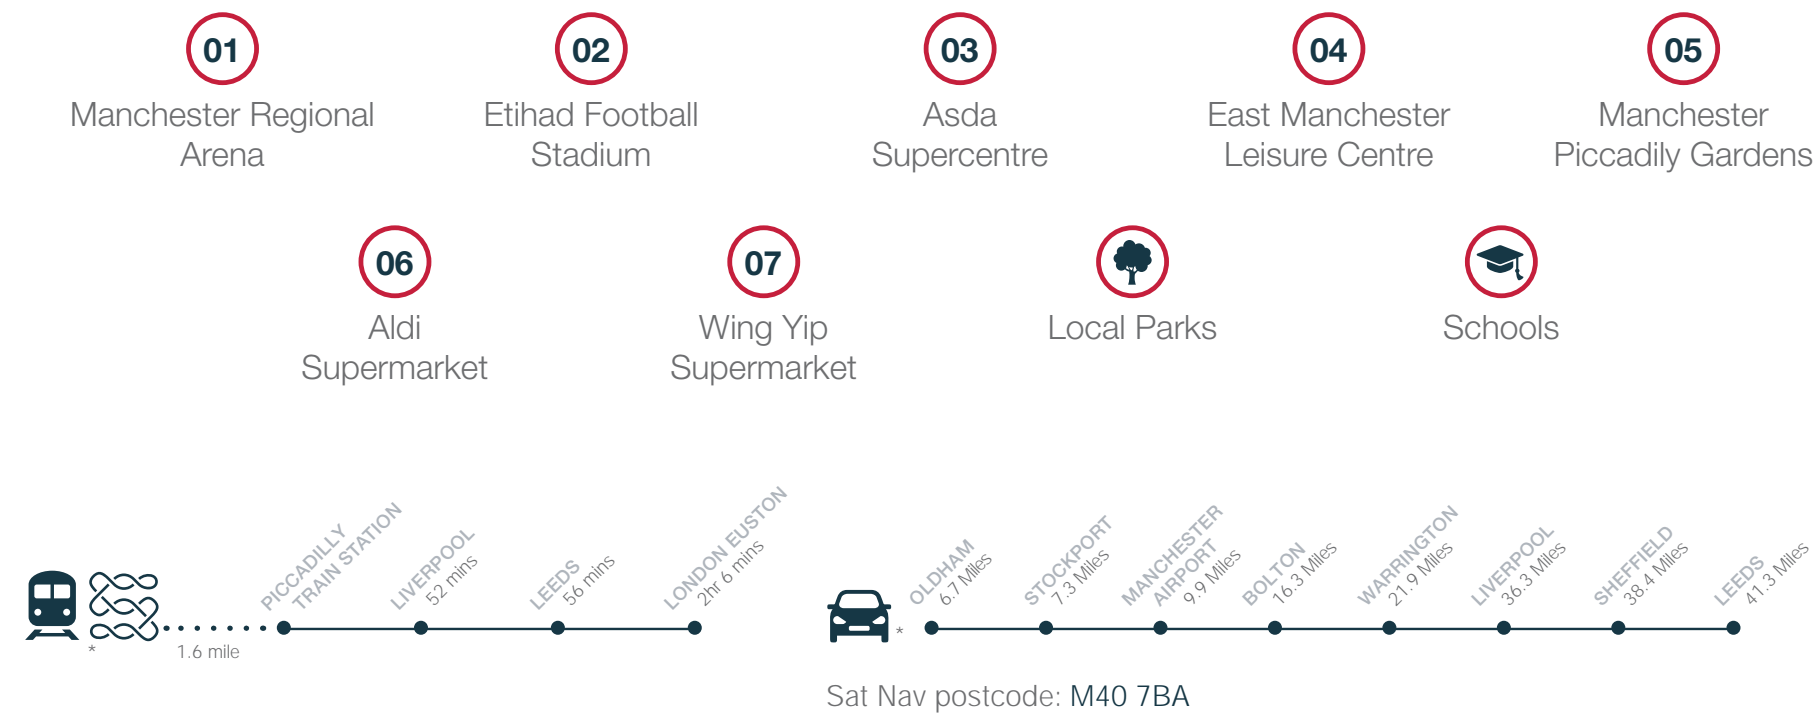 01
Manchester Regional
Arena
02
Etihad Football
Stadium
03
Asda
Supercentre
04
East Manchester
Leisure Centre
05
Manchester
Piccadily Gardens
06
Aldi
Supermarket
07
Wing Yip
Supermarket
Local Parks
Schools
*
1.6 mile
PICCADILLY
TRAIN STATION
LIVERPOOL
52 mins
LEEDS
56 mins
LONDON EUSTON
2hr 6 mins
*
OLDHAM
6.7 Miles
STOCKPORT
7.3 Miles
MANCHESTER
AIRPORT
9.9 Miles
BOLTON
16.3 Miles
WARRINGTON
21.9 Miles
LIVERPOOL
36.3 Miles
SHEFFIELD
38.4 Miles
LEEDS
41.3 Miles
Sat Nav postcode: M40 7BA